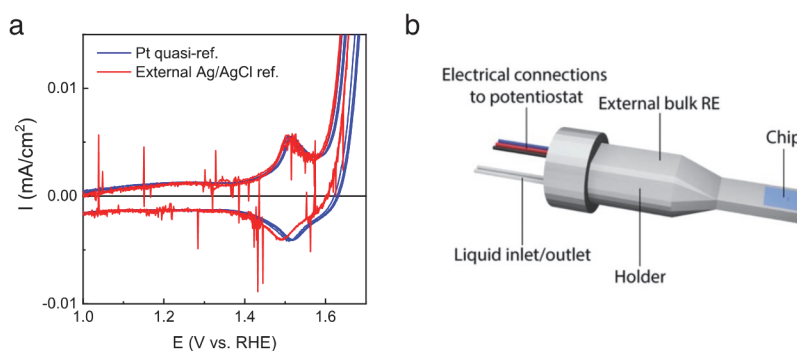 a
Pt quasi-ref.
External Ag/AgCl ref.
I (mA/cm²)
0.01
0.00
-0.01
1.0
1.2
1.4
1.6
E (V vs. RHE)
b
Electrical connections
to potentiostat
External bulk RE
Chip
Liquid inlet/outlet
Holder